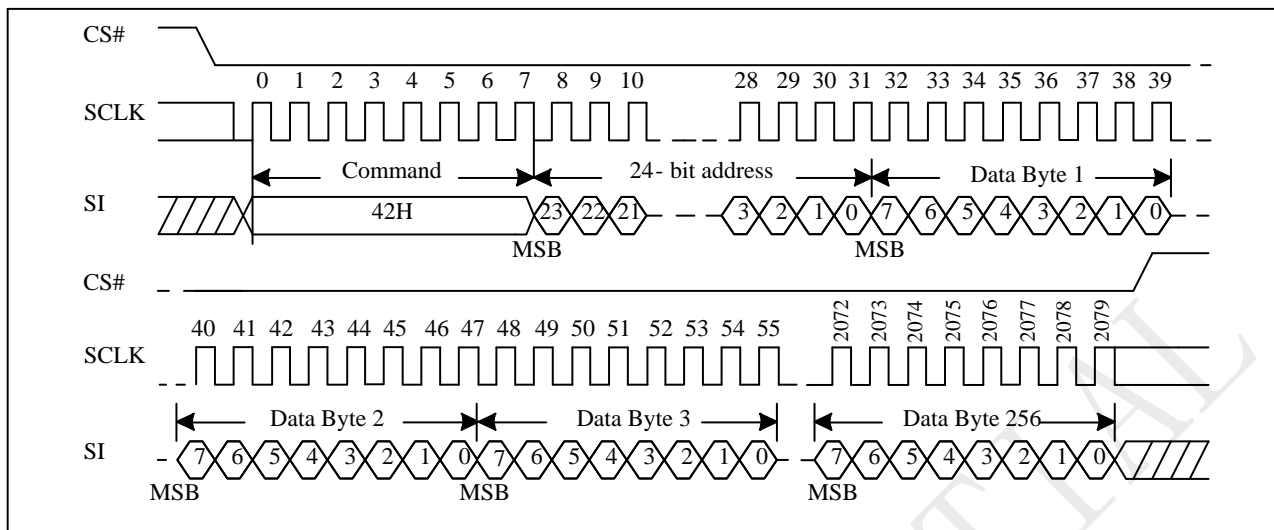 CS#
0 1 2 3 4 5 6 7 8 9 10 28 29 30 31 32 33 34 35 36 37 38 39
SCLK
Command 24- bit address Data Byte 1
SI 42H 23 22 21 3 2 1 0 7 6 5 4 3 2 1 0
MSB MSB
CS#
40 41 42 43 44 45 46 47 48 49 50 51 52 53 54 55 2072 2073 2074 2075 2076 2077 2078 2079
SCLK
Data Byte 2 Data Byte 3 Data Byte 256
SI 7 6 5 4 3 2 1 0 7 6 5 4 3 2 1 0 7 6 5 4 3 2 1 0
MSB MSB MSB
TIAL